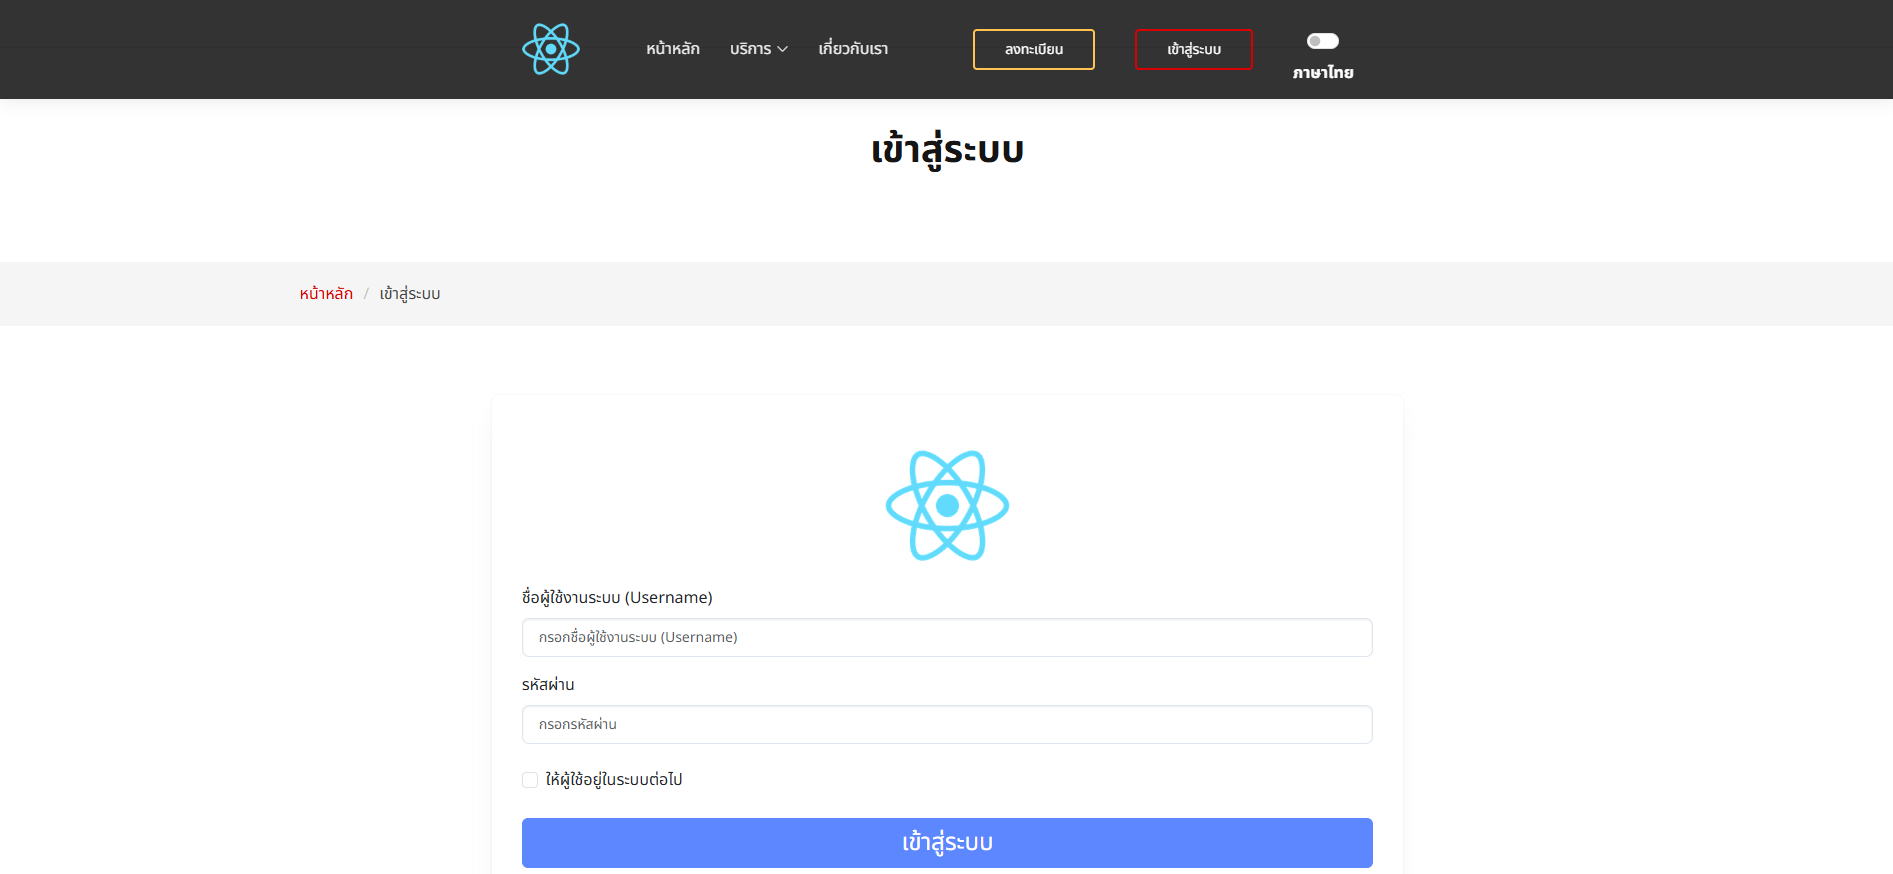 หน้าหลัก บริการ เกี่ยวกับเรา ลงทะเบียน เข้าสู่ระบบ
ภาษาไทย
เข้าสู่ระบบ
หน้าหลัก / เข้าสู่ระบบ
ชื่อผู้ใช้งานระบบ (Username)
กรอกชื่อผู้ใช้งานระบบ (Username)
รหัสผ่าน
กรอกรหัสผ่าน
ให้ผู้ใช้อยู่ในระบบต่อไป
เข้าสู่ระบบ